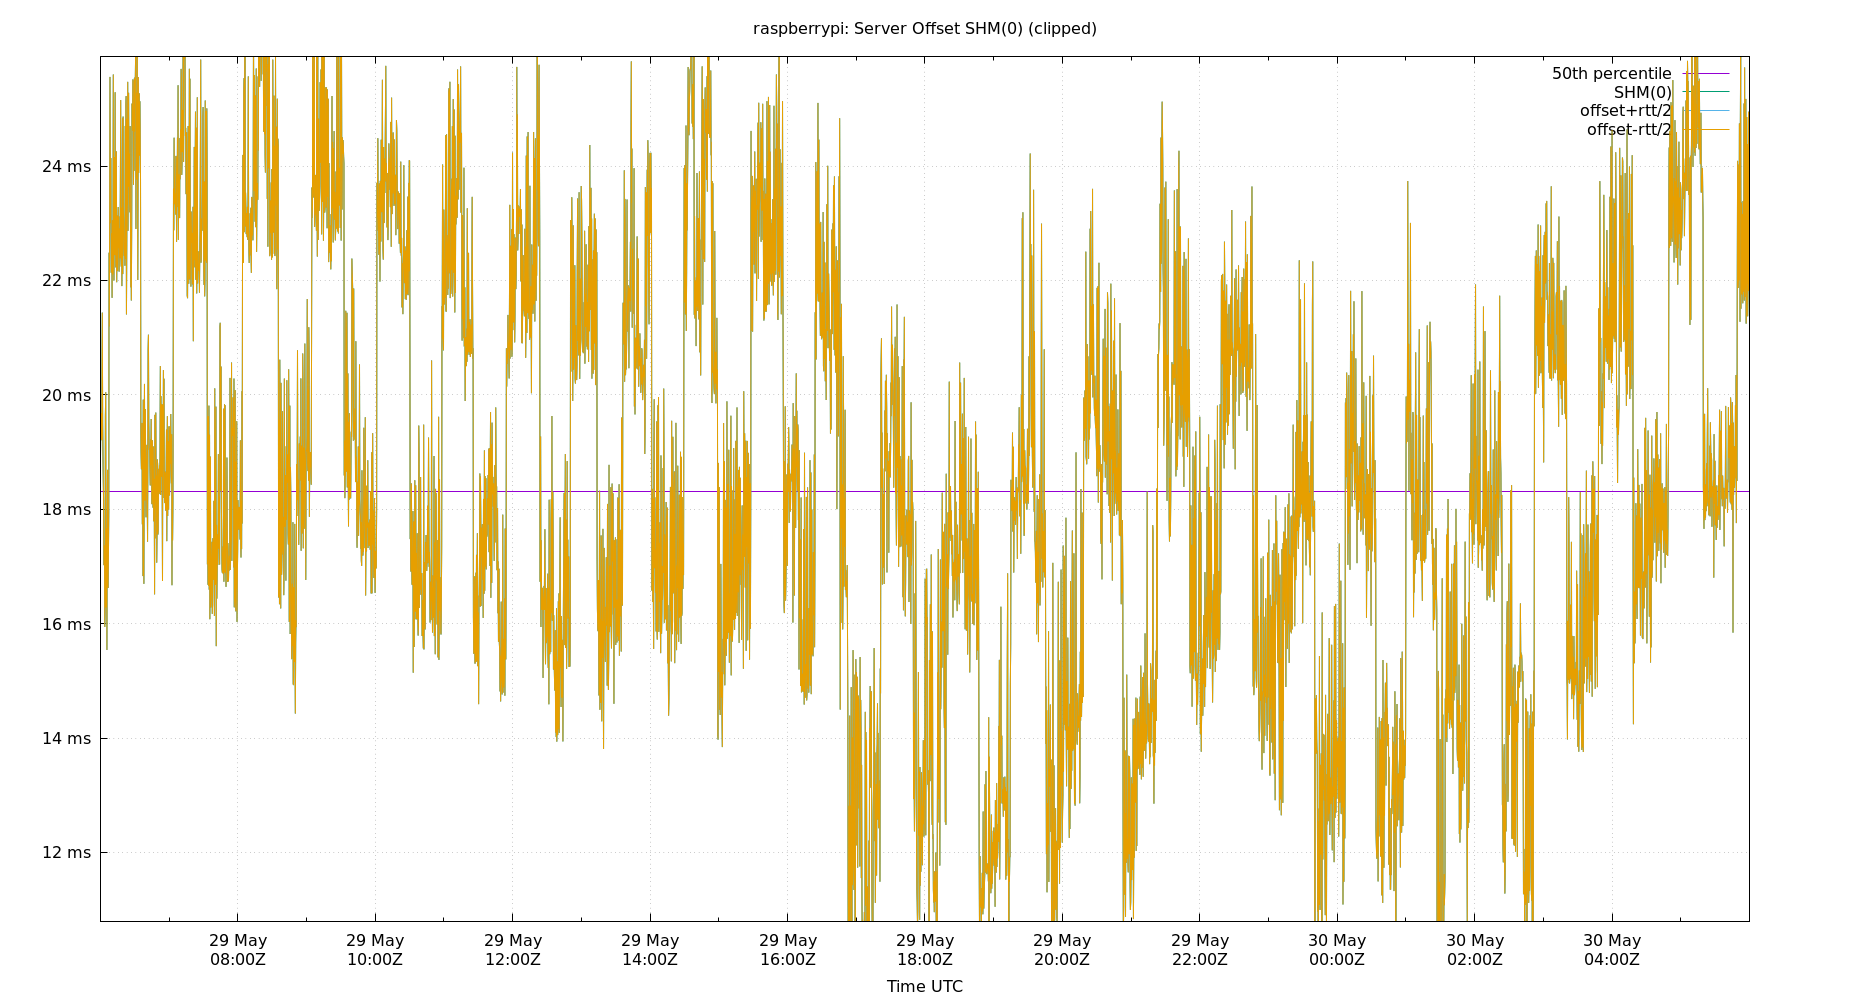 raspberrypi: Server Offset SHM(0) (clipped)
50th percentile
SHM(0)
offset+rtt/2
offset-rtt/2
24 ms
22 ms
20 ms
18 ms
16 ms
14 ms
12 ms
29 May 29 May 29 May 29 May 29 May 29 May 29 May 29 May 30 May 30 May 30 May
08:00Z 10:00Z 12:00Z 14:00Z 16:00Z 18:00Z 20:00Z 22:00Z 00:00Z 02:00Z 04:00Z
Time UTC